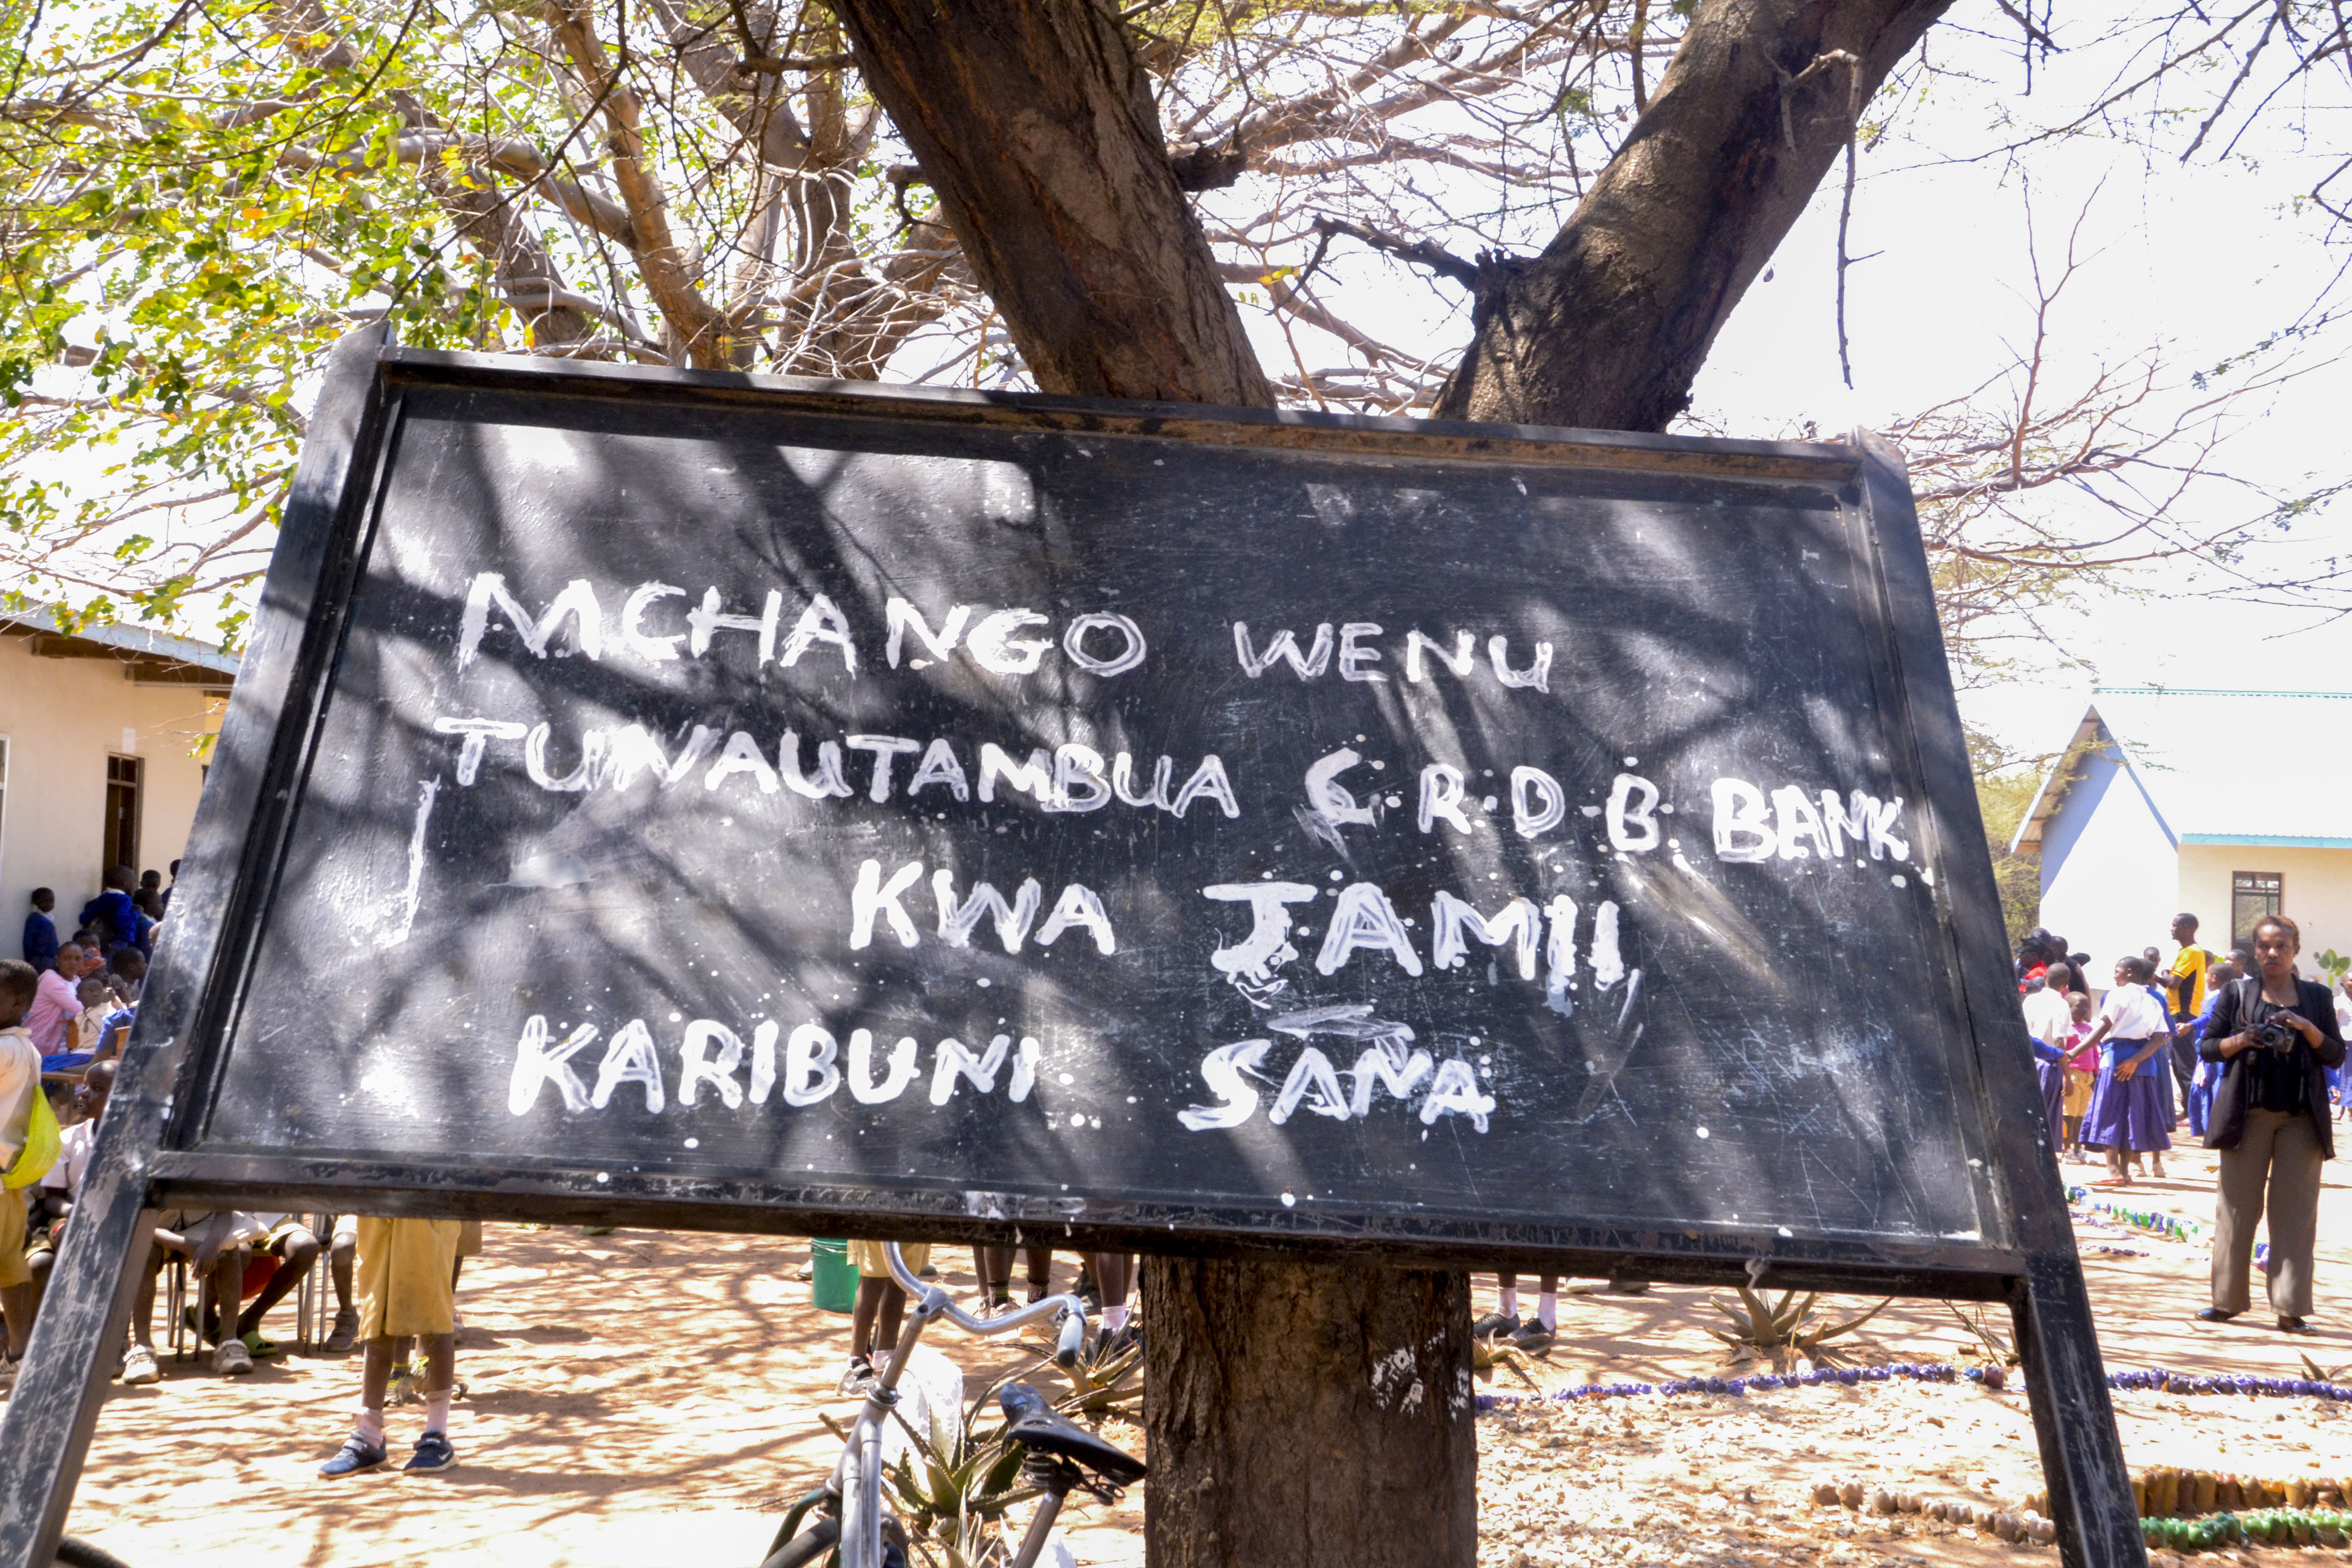 MCHANGO WENU
TUNAUTAMBUA C.R.D.B. BANK
KWA JAMII
KARIBUNI SANA